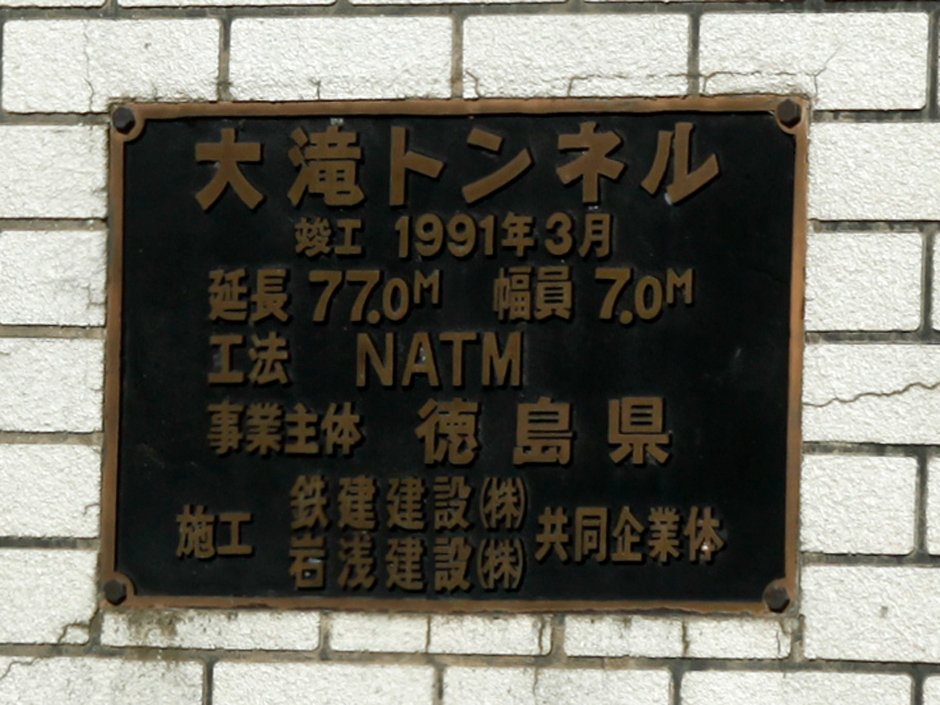 大滝トンネル
竣工 1991年3月
延長 77.0M 幅員 7.0M
工法 NATM
事業主体 徳島県
施工 鉄建建設㈱ 共同企業体
岩浅建設㈱